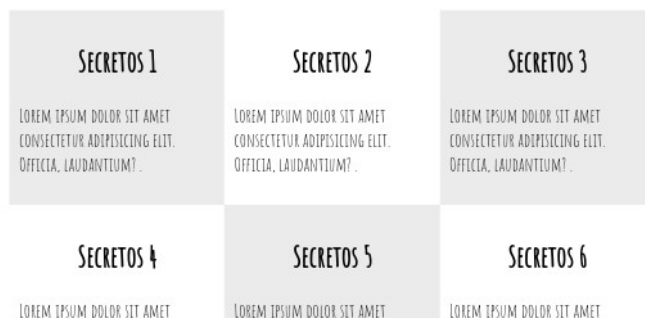 Secretos 1
Secretos 2
Secretos 3
Lorem ipsum dolor sit amet
consectetur adipisicing elit.
Officia, laudantium? .
Lorem ipsum dolor sit amet
consectetur adipisicing elit.
Officia, laudantium? .
Lorem ipsum dolor sit amet
consectetur adipisicing elit.
Officia, laudantium? .
Secretos 4
Secretos 5
Secretos 6
Lorem ipsum dolor sit amet
Lorem ipsum dolor sit amet
Lorem ipsum dolor sit amet